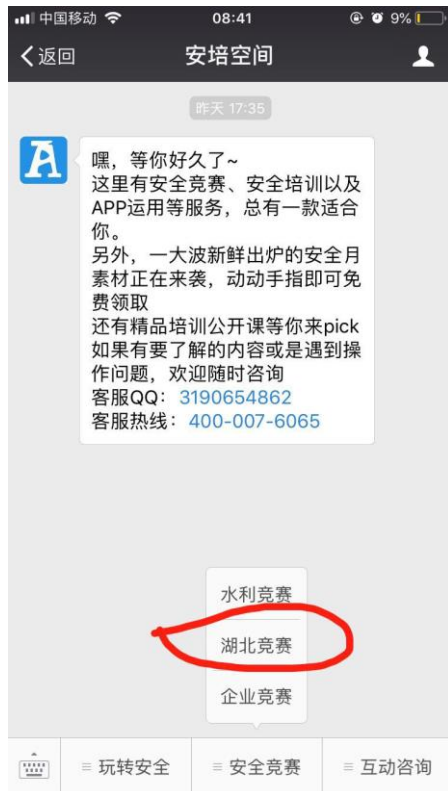 中国移动 08:41 9%
返回 安培空间
昨天 17:35
嘿，等你好久了~
这里有安全竞赛、安全培训以及
APP运用等服务，总有一款适合
你。
另外，一大波新鲜出炉的安全月
素材正在来袭，动动手指即可免
费领取
还有精品培训公开课等你来pick
如果有要了解的内容或是遇到操
作问题，欢迎随时咨询
客服QQ：3190654862
客服热线：400-007-6065
水利竞赛
湖北竞赛
企业竞赛
玩转安全 安全竞赛 互动咨询